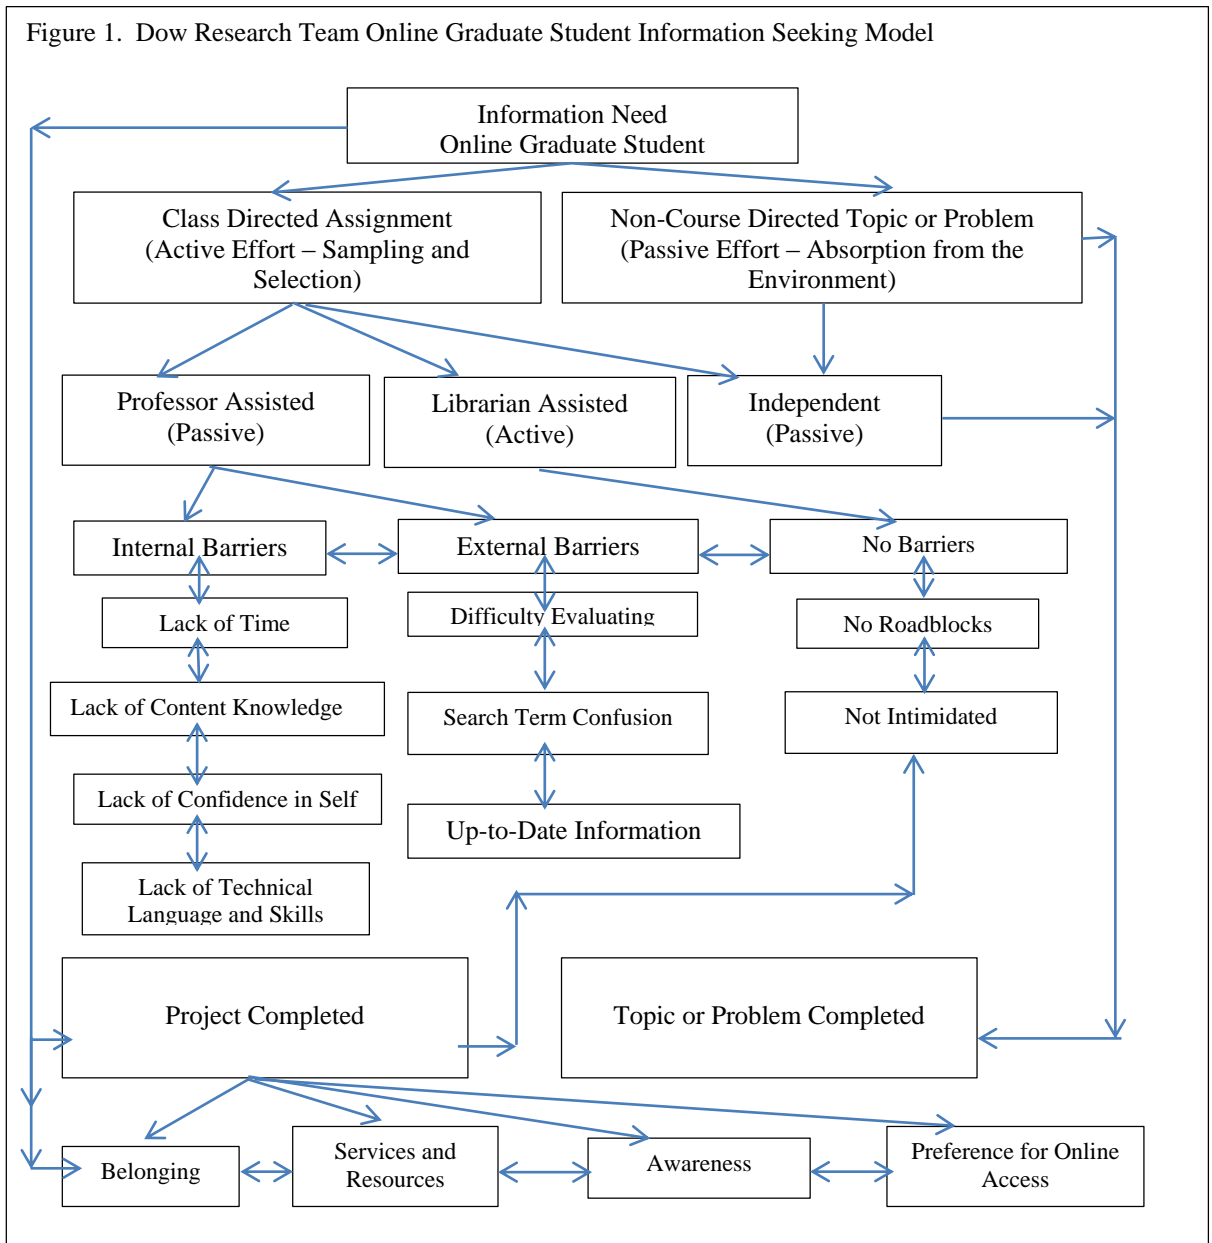 Figure 1.  Dow Research Team Online Graduate Student Information Seeking Model
Information Need
Online Graduate Student
Class Directed Assignment
(Active Effort – Sampling and
Selection)
Non-Course Directed Topic or Problem
(Passive Effort – Absorption from the
Environment)
Professor Assisted
(Passive)
Librarian Assisted
(Active)
Independent
(Passive)
Internal Barriers
External Barriers
No Barriers
Lack of Time
Difficulty Evaluating
No Roadblocks
Lack of Content Knowledge
Search Term Confusion
Not Intimidated
Lack of Confidence in Self
Up-to-Date Information
Lack of Technical
Language and Skills
Project Completed
Topic or Problem Completed
Belonging
Services and
Resources
Awareness
Preference for Online
Access